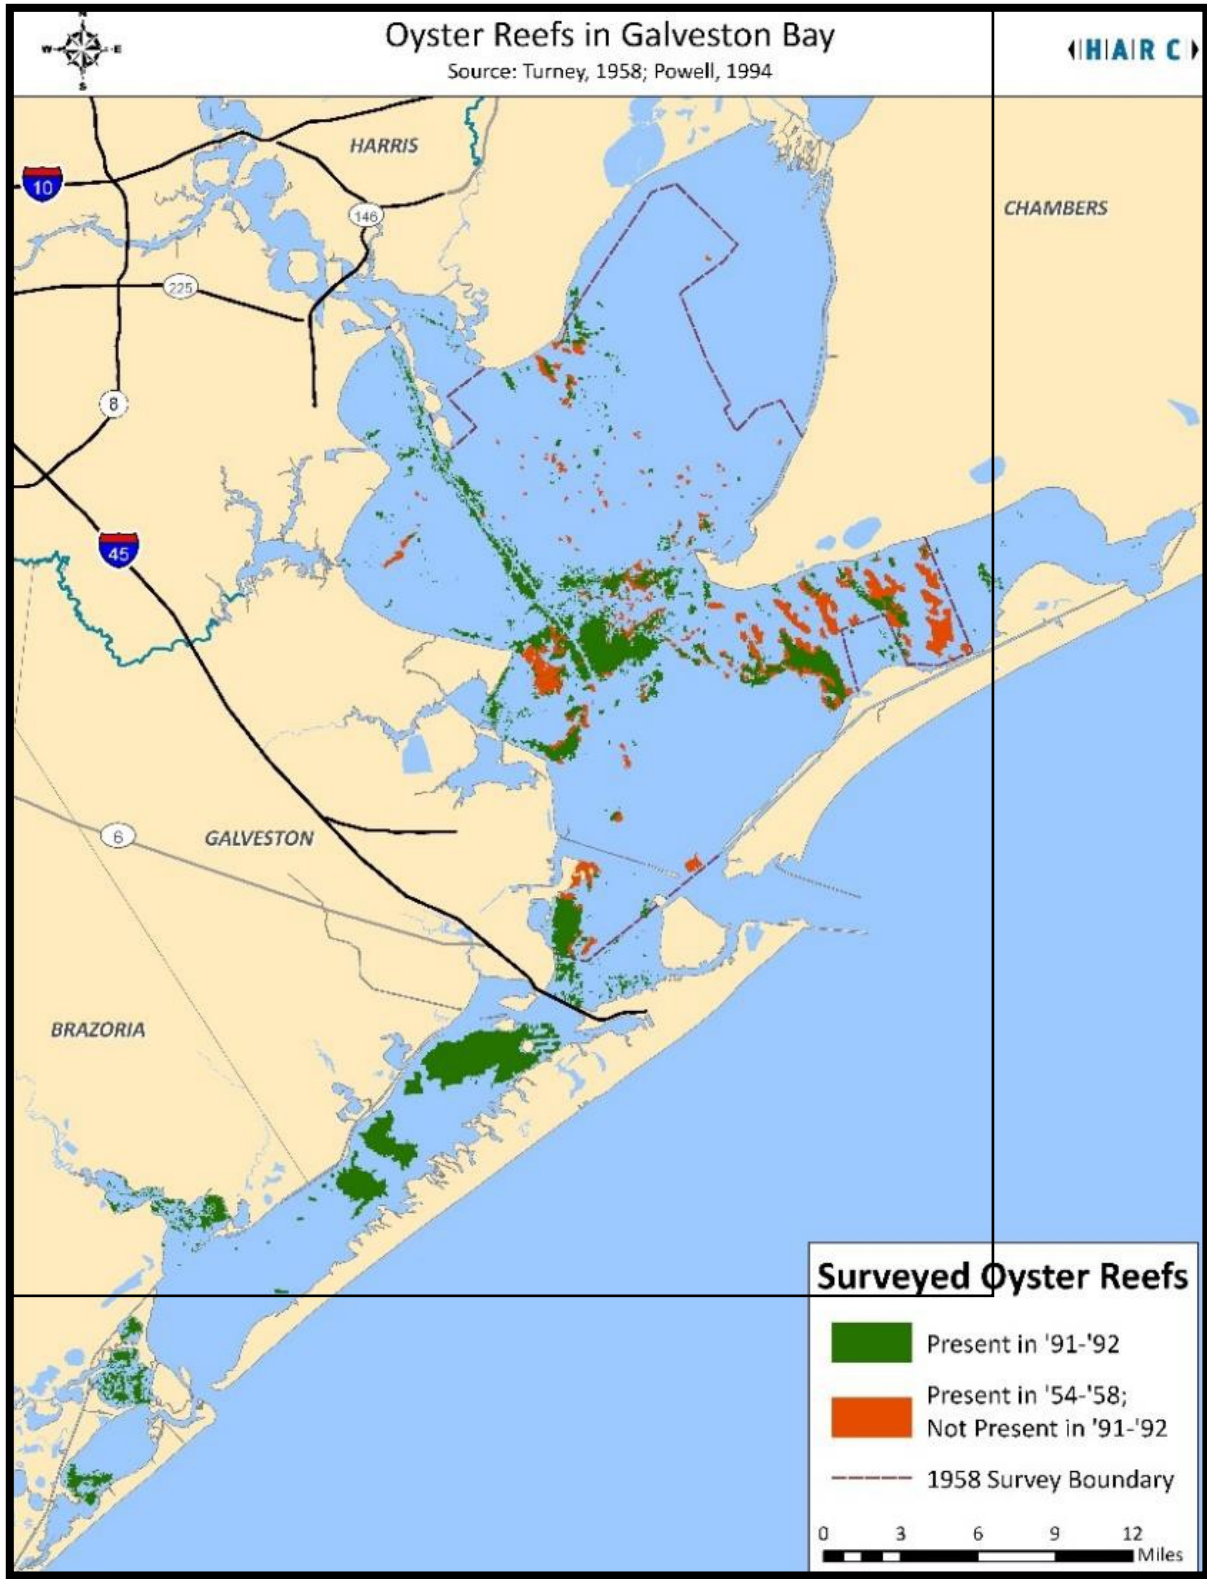 Oyster Reefs in Galveston Bay
Source: Turney, 1958; Powell, 1994
H|A|R C
N
W
E
S
HARRIS
10
146
CHAMBERS
225
8
45
6
GALVESTON
BRAZORIA
Surveyed Oyster Reefs
Present in '91-'92
Present in '54-'58;
Not Present in '91-'92
1958 Survey Boundary
0 3 6 9 12
Miles